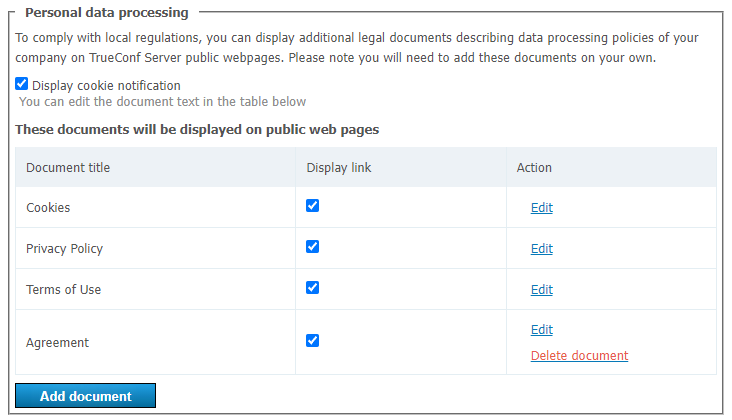 Personal data processing
To comply with local regulations, you can display additional legal documents describing data processing policies of your
company on TrueConf Server public webpages. Please note you will need to add these documents on your own.
Display cookie notification
You can edit the document text in the table below
These documents will be displayed on public web pages
Document title Display link Action
Cookies Edit
Privacy Policy Edit
Terms of Use Edit
Agreement Edit
Delete document
Add document